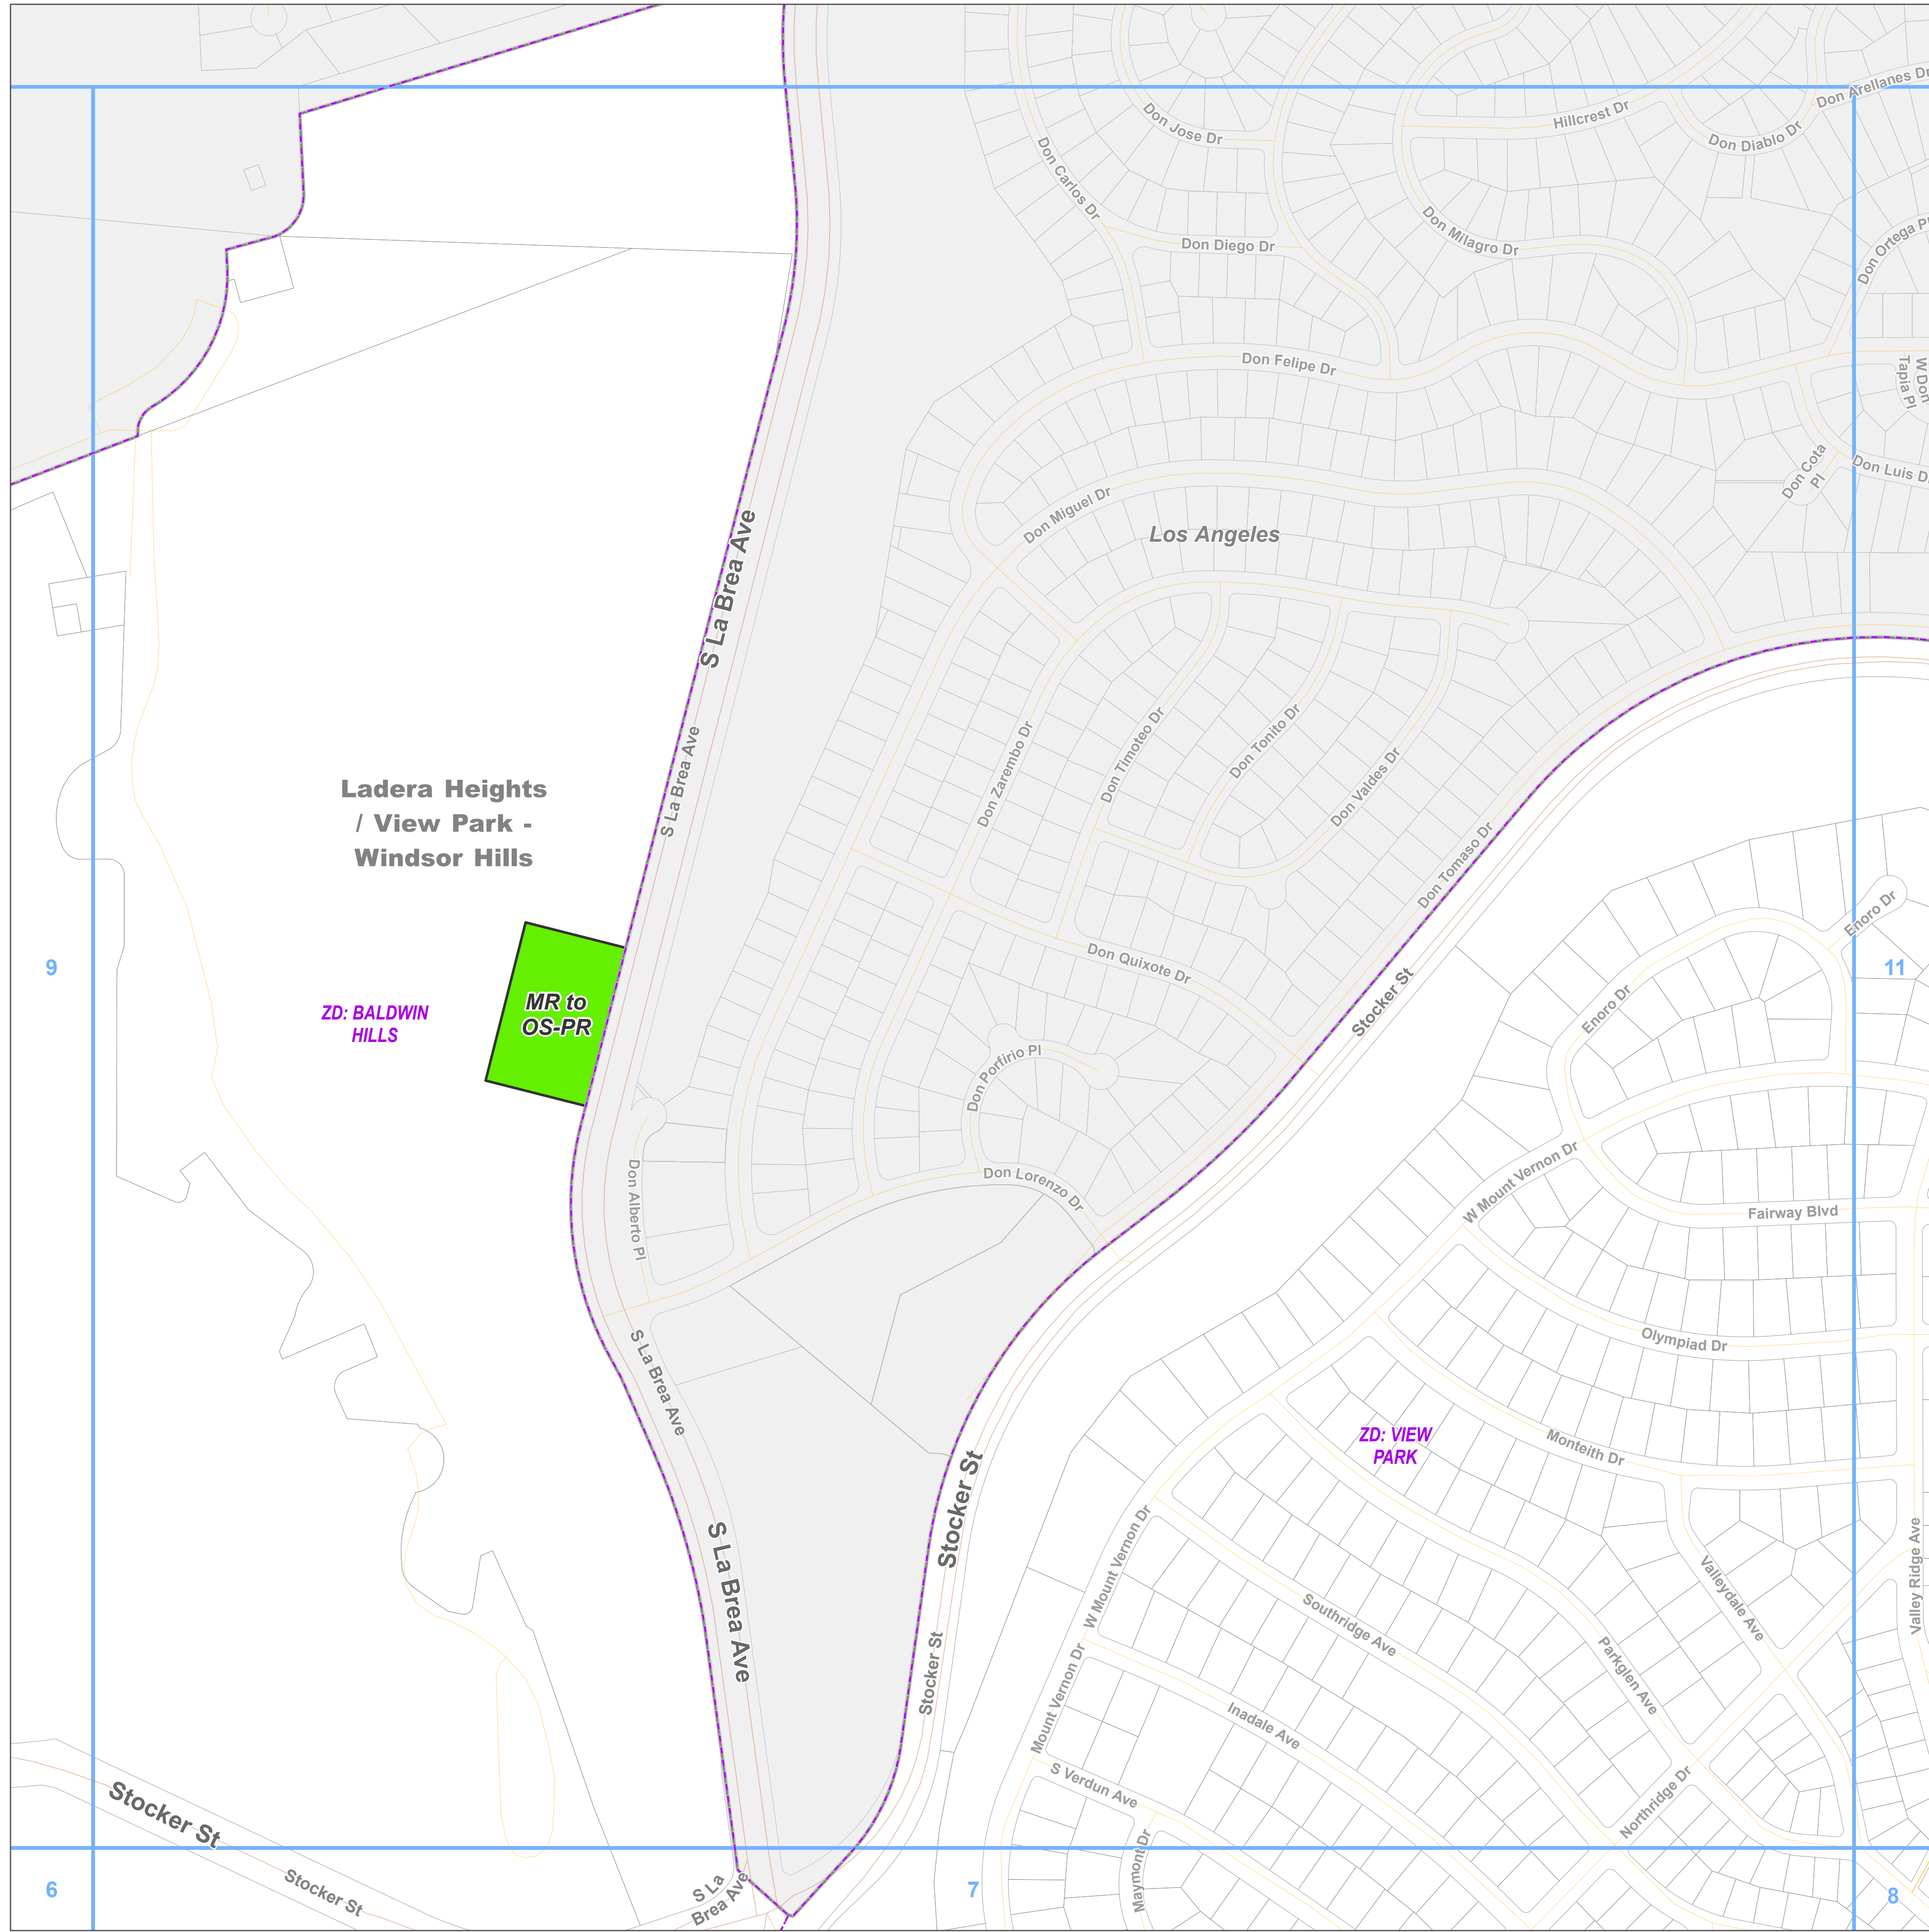 Don Arellanes Dr
Hillcrest Dr
Don Jose Dr
Don Diablo Dr
Don Carlos Dr
Don Milagro Dr
Don Diego Dr
Don Ortega Pl
Don Felipe Dr
W Don
Tapia Pl
Don Cota
Pl
Don Luis D
Don Miguel Dr
Los Angeles
S La Brea Ave
S La Brea Ave
Don Zarembo Dr
Don Timoteo Dr
Don Tonito Dr
Don Valdes Dr
Don Tomaso Dr
Ladera Heights
/ View Park -
Windsor Hills
Enoro Dr
9
11
Don Quixote Dr
Stocker St
Enoro Dr
MR to
OS-PR
ZD: BALDWIN
HILLS
Don Porfirio Pl
Don Lorenzo Dr
Don Alberto Pl
W Mount Vernon Dr
Fairway Blvd
Olympiad Dr
S La Brea Ave
ZD: VIEW
PARK
Monteith Dr
Stocker St
S La Brea Ave
W Mount Vernon Dr
Valleydale Ave
Valley Ridge Ave
Southridge Ave
Parkglen Ave
Stocker St
Mount Vernon Dr
Inadale Ave
S Verdun Ave
Northridge Dr
Stocker St
Stocker St
Maymont Dr
S La
Brea Ave
6
7
8